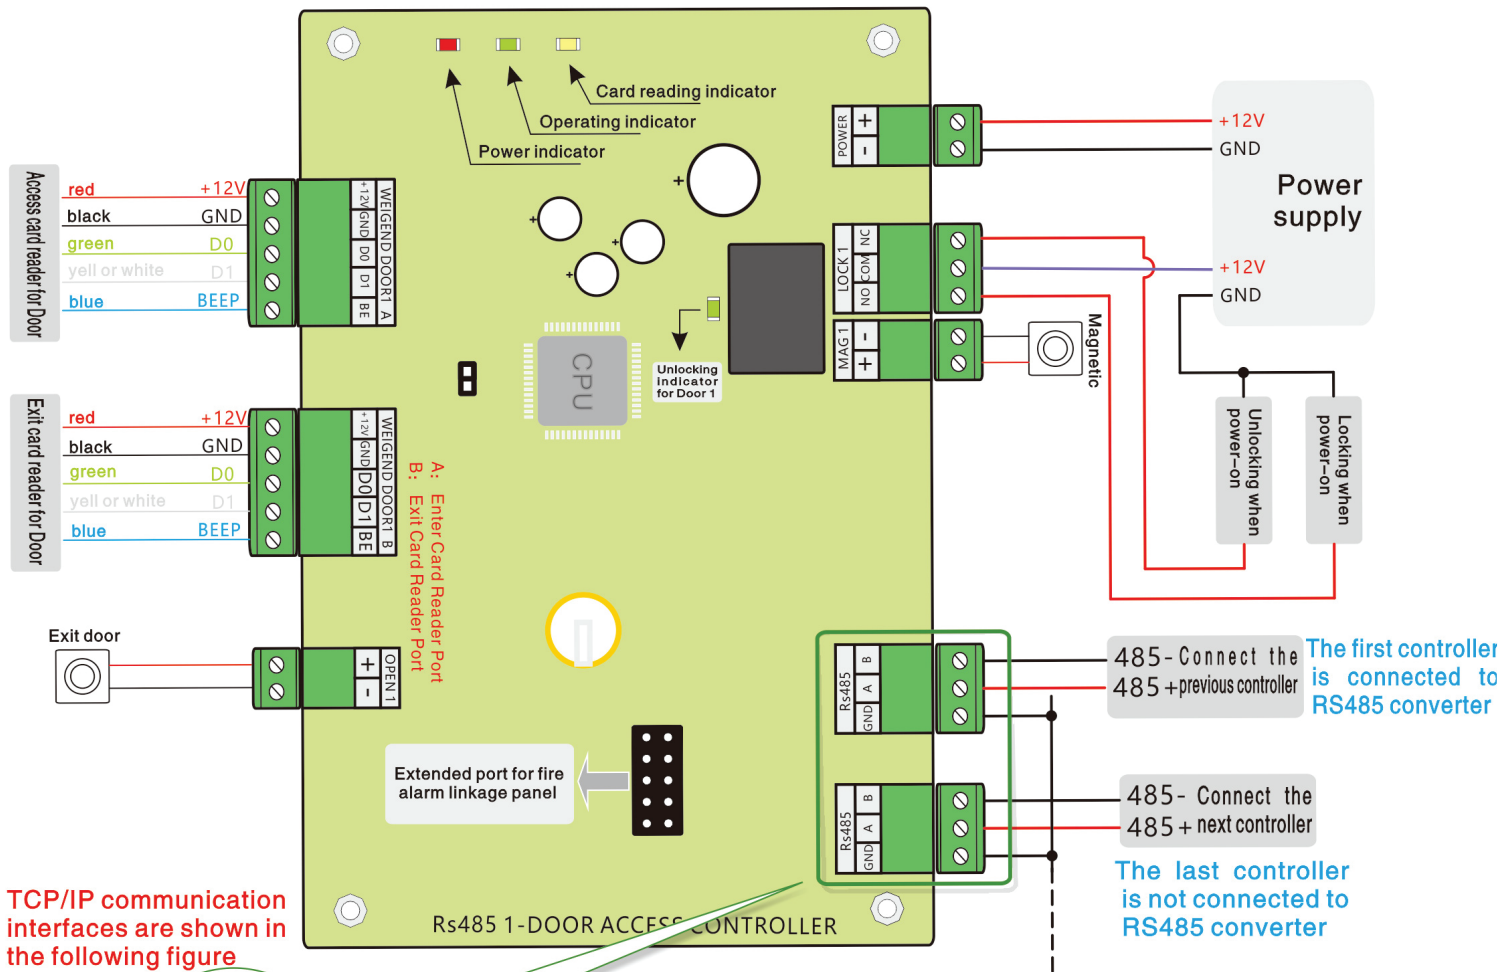 Card reading indicator
Operating indicator
Power indicator
Access card reader for Door
red +12V
black GND
green D0
yell or white D1
blue BEEP
+12V GND D0 D1 BE
WEIGEND DOOR1 A
Exit card reader for Door
red +12V
black GND
green D0
yell or white D1
blue BEEP
+12V GND D0 D1 BE
WEIGEND DOOR1 B
A: Enter Card Reader Port
B: Exit Card Reader Port
Exit door
+
-
OPEN 1
CPU
Unlocking
indicator
for Door 1
Extended port for fire
alarm linkage panel
POWER
+
-
LOCK 1
NO COM NC
MAG 1
+ -
Magnetic
+12V
GND
Power
supply
+12V
GND
Unlocking when
power-on
Locking when
power-on
Rs485
GND A B
485- Connect the
485+ previous controller
The first controller
is connected to
RS485 converter
Rs485
GND A B
485- Connect the
485+ next controller
The last controller
is not connected to
RS485 converter
Rs485 1-DOOR ACCESS CONTROLLER
TCP/IP communication
interfaces are shown in
the following figure